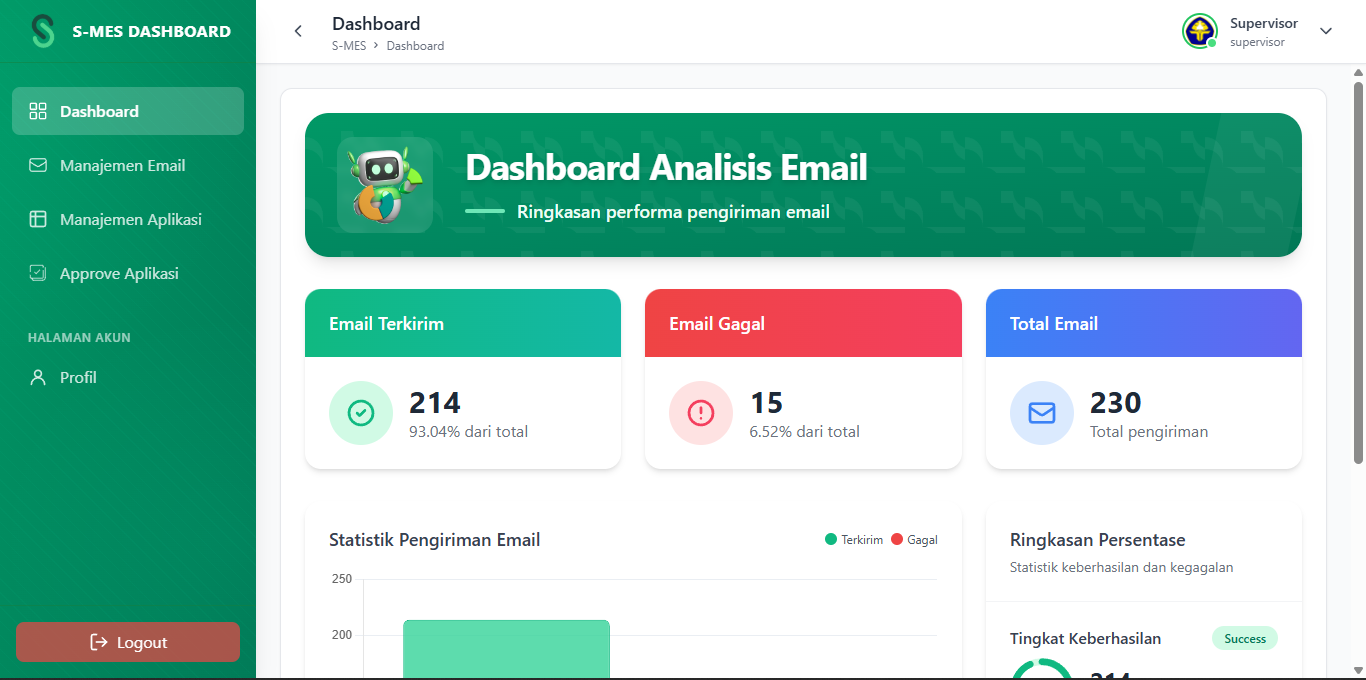 S-MES DASHBOARD
Dashboard
Manajemen Email
Manajemen Aplikasi
Approve Aplikasi
HALAMAN AKUN
Profil
Logout
Dashboard
S-MES > Dashboard
Supervisor
supervisor
Dashboard Analisis Email
Ringkasan performa pengiriman email
Email Terkirim
214
93.04% dari total
Email Gagal
15
6.52% dari total
Total Email
230
Total pengiriman
Statistik Pengiriman Email
Terkirim Gagal
250
200
Ringkasan Persentase
Statistik keberhasilan dan kegagalan
Tingkat Keberhasilan Success
214